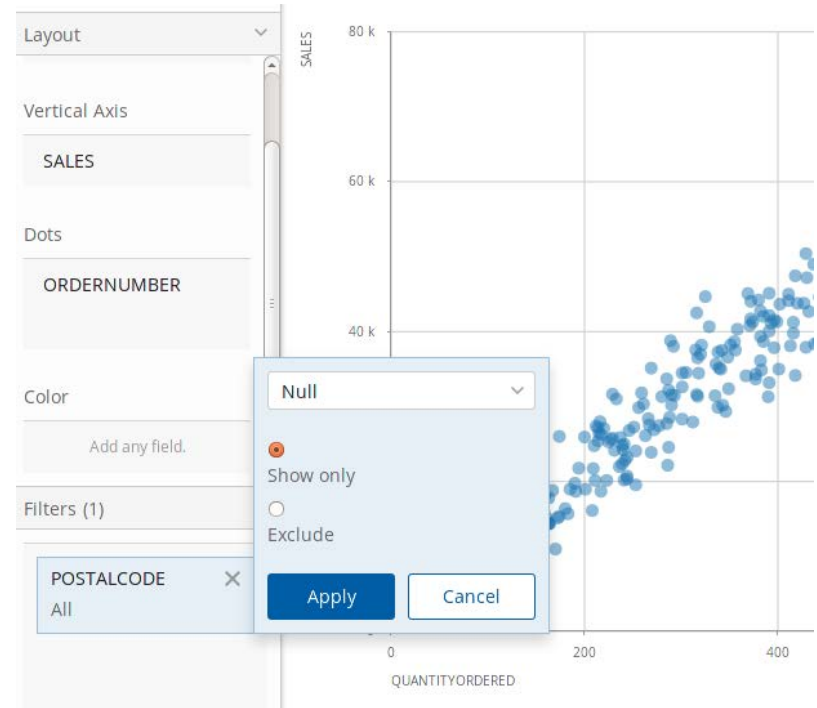 Layout
Vertical Axis
SALES
Dots
ORDERNUMBER
Color
Add any field.
Filters (1)
POSTALCODE
All
Null
Show only
Exclude
Apply
Cancel
SALES
80 k
60 k
40 k
0
200
400
QUANTITYORDERED